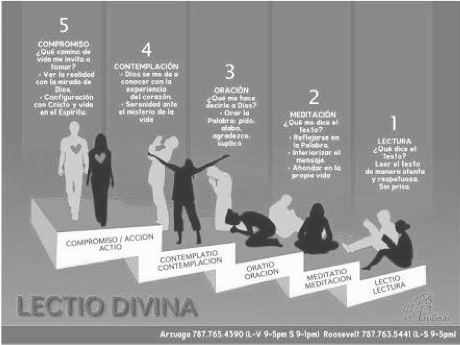 5
COMPROMISO
¿Qué camino de
vida me invita a
tomar?
- Ver la realidad
con la mirada de
Dios.
- Configuración
con Cristo y vida
en el Espíritu.
4
CONTEMPLACIÓN
- Dios se me da a
conocer con la
experiencia
del corazón.
- Serenidad ante
el misterio de la
vida
3
ORACIÓN
¿Qué me hace
decirle a Dios?
- Orar la
Palabra: pido,
alabo,
agradezco,
suplico
2
MEDITACIÓN
¿Qué me dice el
Texto?
- Reflejarse en
la Palabra.
- Interiorizar el
mensaje.
- Ahondar en la
propia vida
1
LECTURA
¿Qué dice el
Texto?
Leer el texto
de manera atenta
y respetuosa.
Sin prisa.
COMPROMISO / ACCION
ACTIO
CONTEMPLATIO
CONTEMPLACION
ORATIO
ORACION
MEDITATIO
MEDITACION
LECTIO
LECTURA
LECTIO DIVINA
Paulinas
Arzuaga 787.765.4390 (L-V 9-5pm S 9-1pm) Roosevelt 787.763.5441 (L-S 9-5pm)